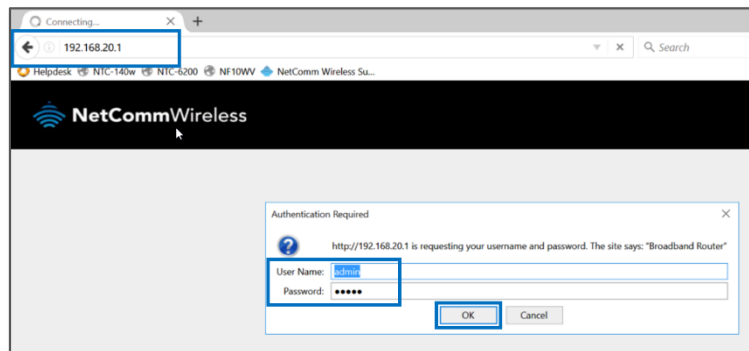 Connecting...
192.168.20.1
Search
Helpdesk NTC-140w NTC-6200 NF10WV NetComm Wireless Su...
NetCommWireless
Authentication Required
http://192.168.20.1 is requesting your username and password. The site says: "Broadband Router"
User Name: admin
Password: •••••
OK Cancel